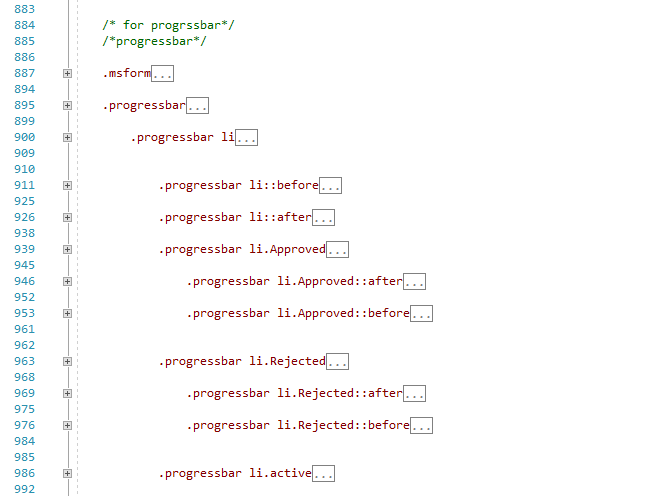 883
884 /* for progrssbar*/
885 /*progressbar*/
886
887 .msform...
894
895 .progressbar...
899
900 .progressbar li...
909
910
911 .progressbar li::before...
925
926 .progressbar li::after...
938
939 .progressbar li.Approved...
945
946 .progressbar li.Approved::after...
952
953 .progressbar li.Approved::before...
961
962
963 .progressbar li.Rejected...
968
969 .progressbar li.Rejected::after...
975
976 .progressbar li.Rejected::before...
984
985
986 .progressbar li.active...
992